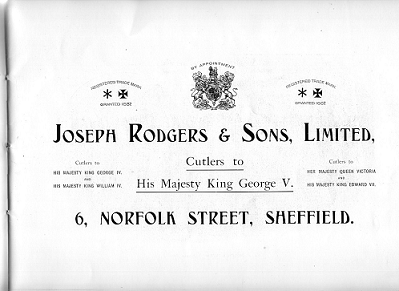 BY APPOINTMENT
REGISTERED TRADE MARK
GRANTED 1682
REGISTERED TRADE MARK
GRANTED 1682
JOSEPH RODGERS & SONS, LIMITED,
Cutlers to
HIS MAJESTY KING GEORGE IV.
AND
HIS MAJESTY KING WILLIAM IV.
Cutlers to
His Majesty King George V.
Cutlers to
HER MAJESTY QUEEN VICTORIA
AND
HIS MAJESTY KING EDWARD VII.
6, NORFOLK STREET, SHEFFIELD.